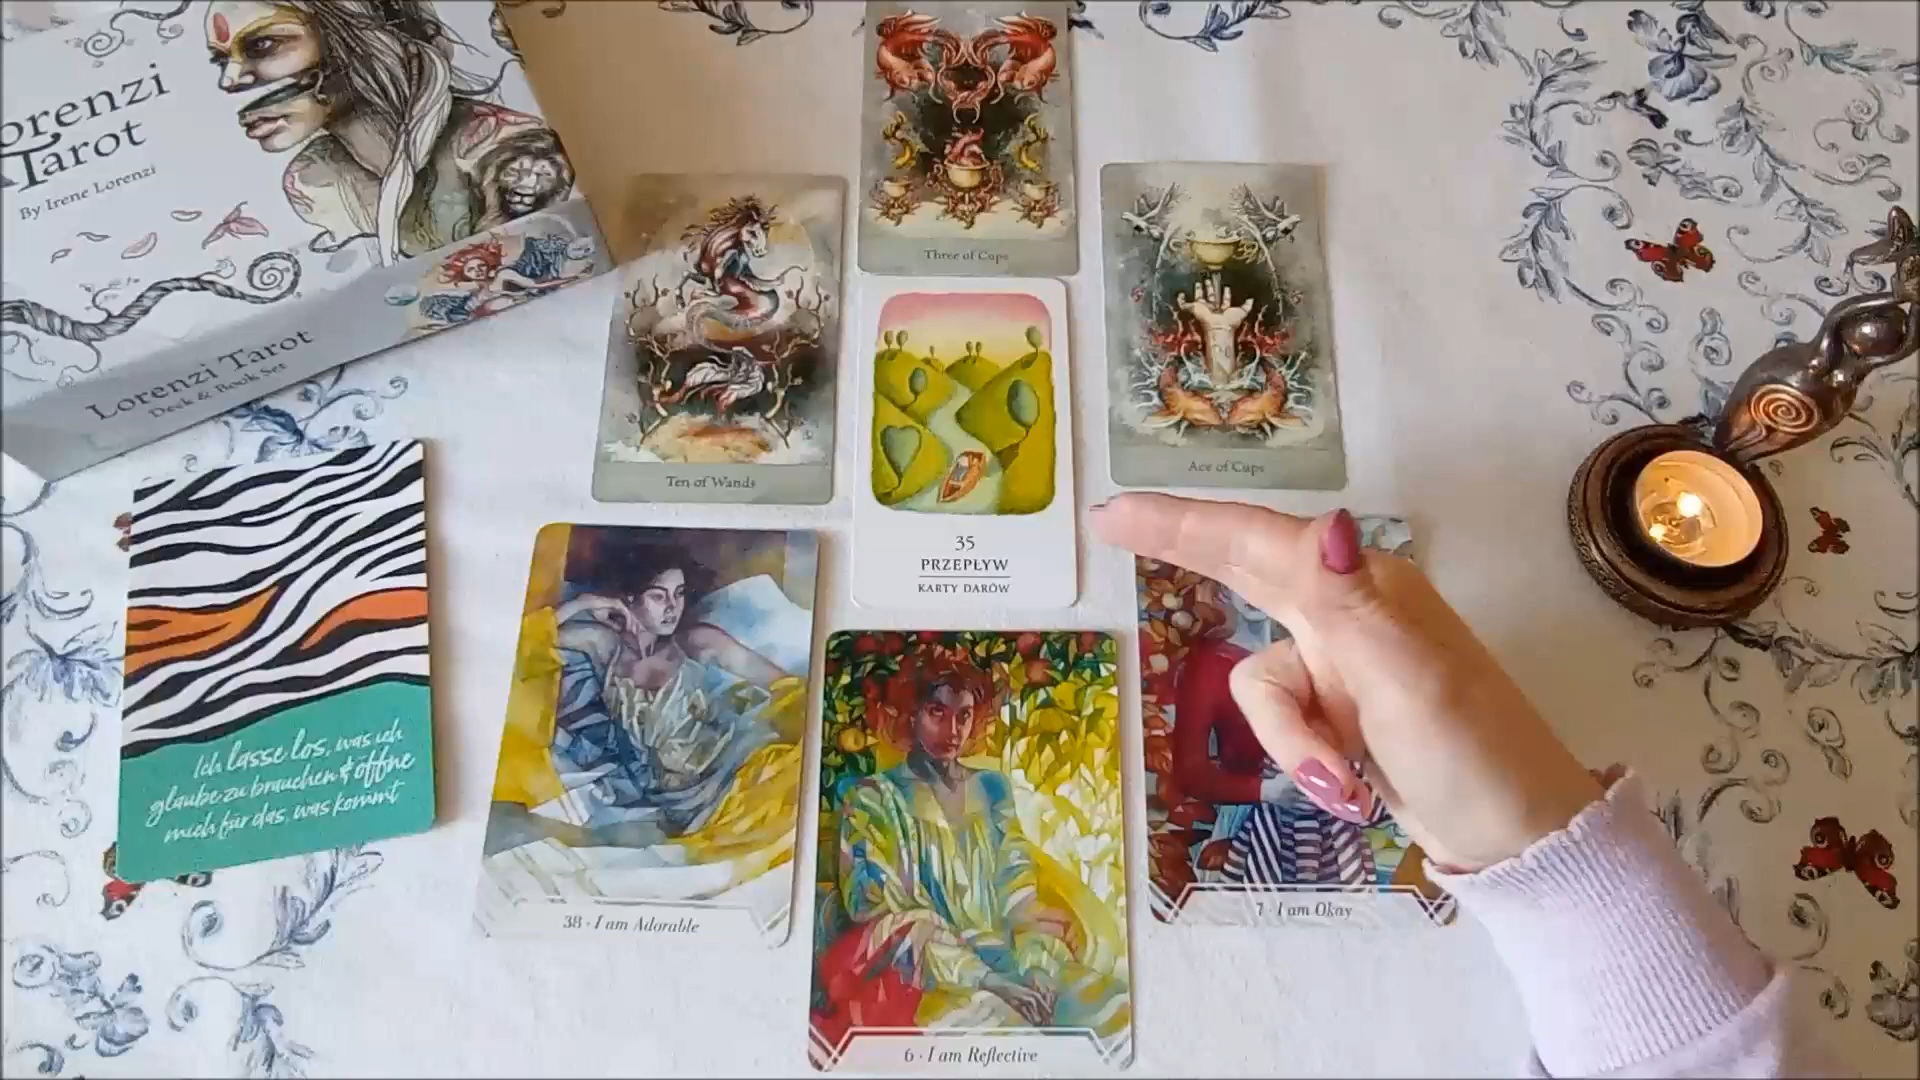 Lorenzi
Tarot
By Irene Lorenzi
Lorenzi Tarot
Deck & Book Set
Three of Cups
Ten of Wands
Ace of Cups
35
PRZEPŁYW
KARTY DARÓW
Ich lasse los, was ich
glaube zu brauchen & öffne
mich für das, was kommt
38 · I am Adorable
7 · I am Okay
6 · I am Reflective